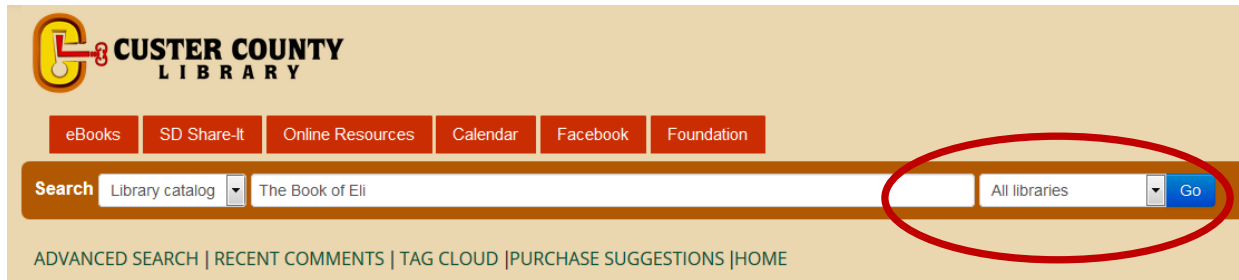 CUSTER COUNTY
LIBRARY
eBooks SD Share-It Online Resources Calendar Facebook Foundation
Search Library catalog The Book of Eli All libraries Go
ADVANCED SEARCH | RECENT COMMENTS | TAG CLOUD |PURCHASE SUGGESTIONS |HOME